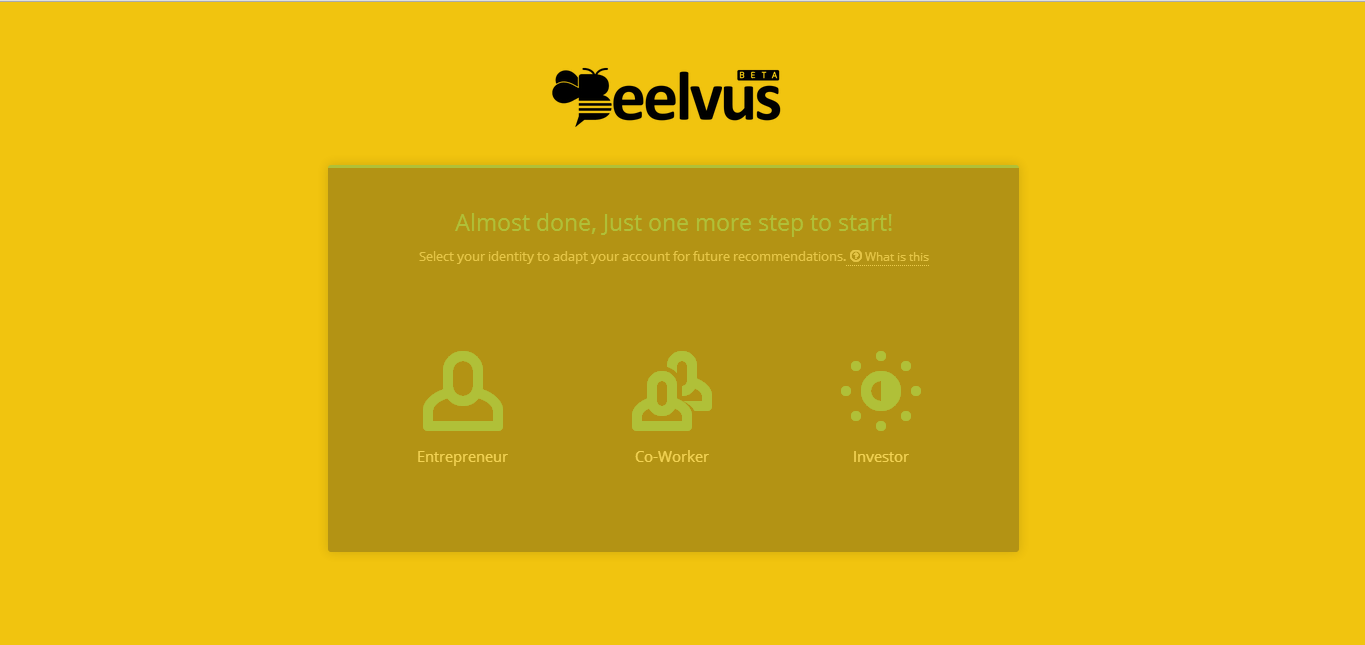 Beelvus
BETA
Almost done, Just one more step to start!
Select your identity to adapt your account for future recommendations. What is this
Entrepreneur
Co-Worker
Investor